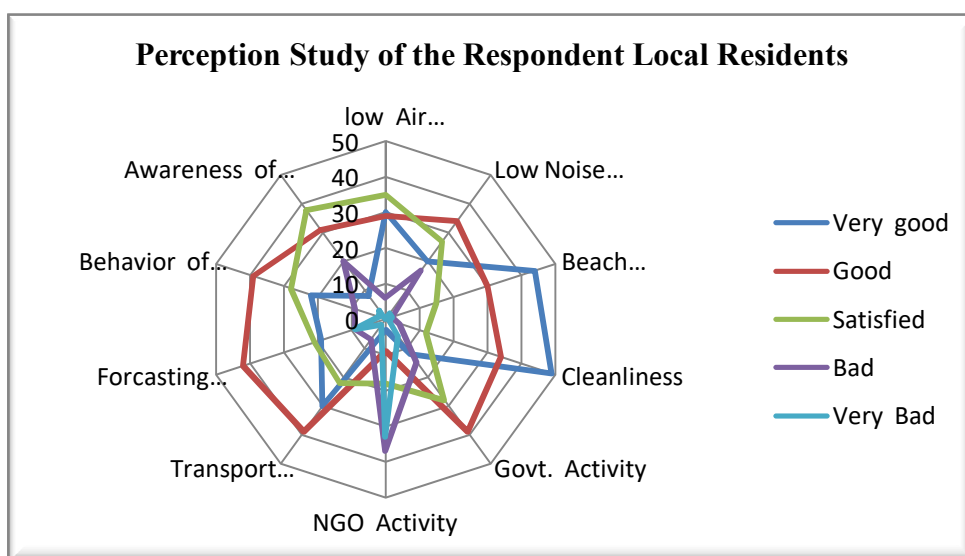 Perception Study of the Respondent Local Residents
low Air...
50
40
30
20
10
0
Low Noise...
Beach...
Cleanliness
Govt. Activity
NGO Activity
Transport...
Forcasting...
Behavior of...
Awareness of...
Very good
Good
Satisfied
Bad
Very Bad